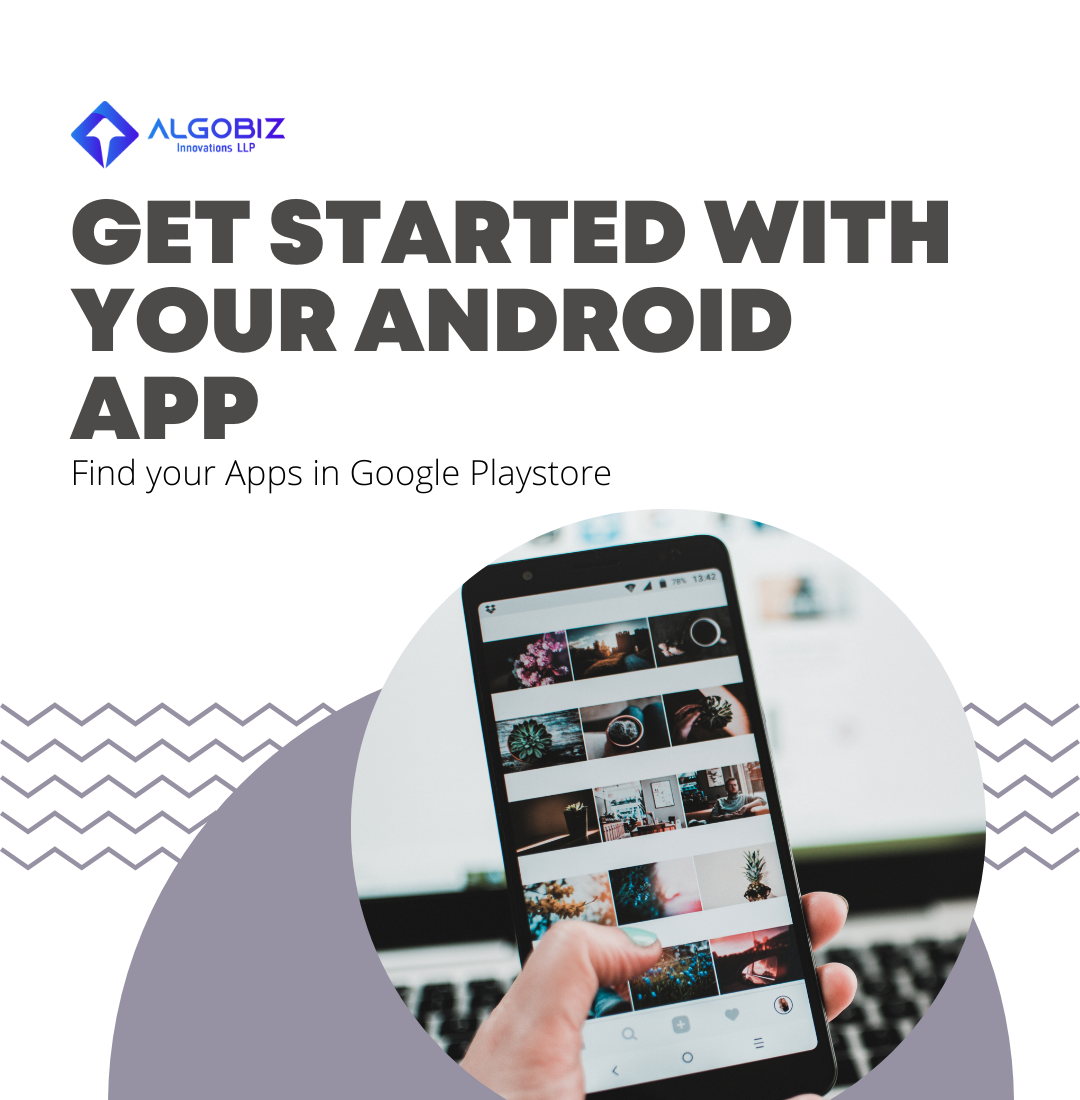 ALGOBIZ
Innovations LLP
GET STARTED WITH
YOUR ANDROID
APP
Find your Apps in Google Playstore
78% 13:42